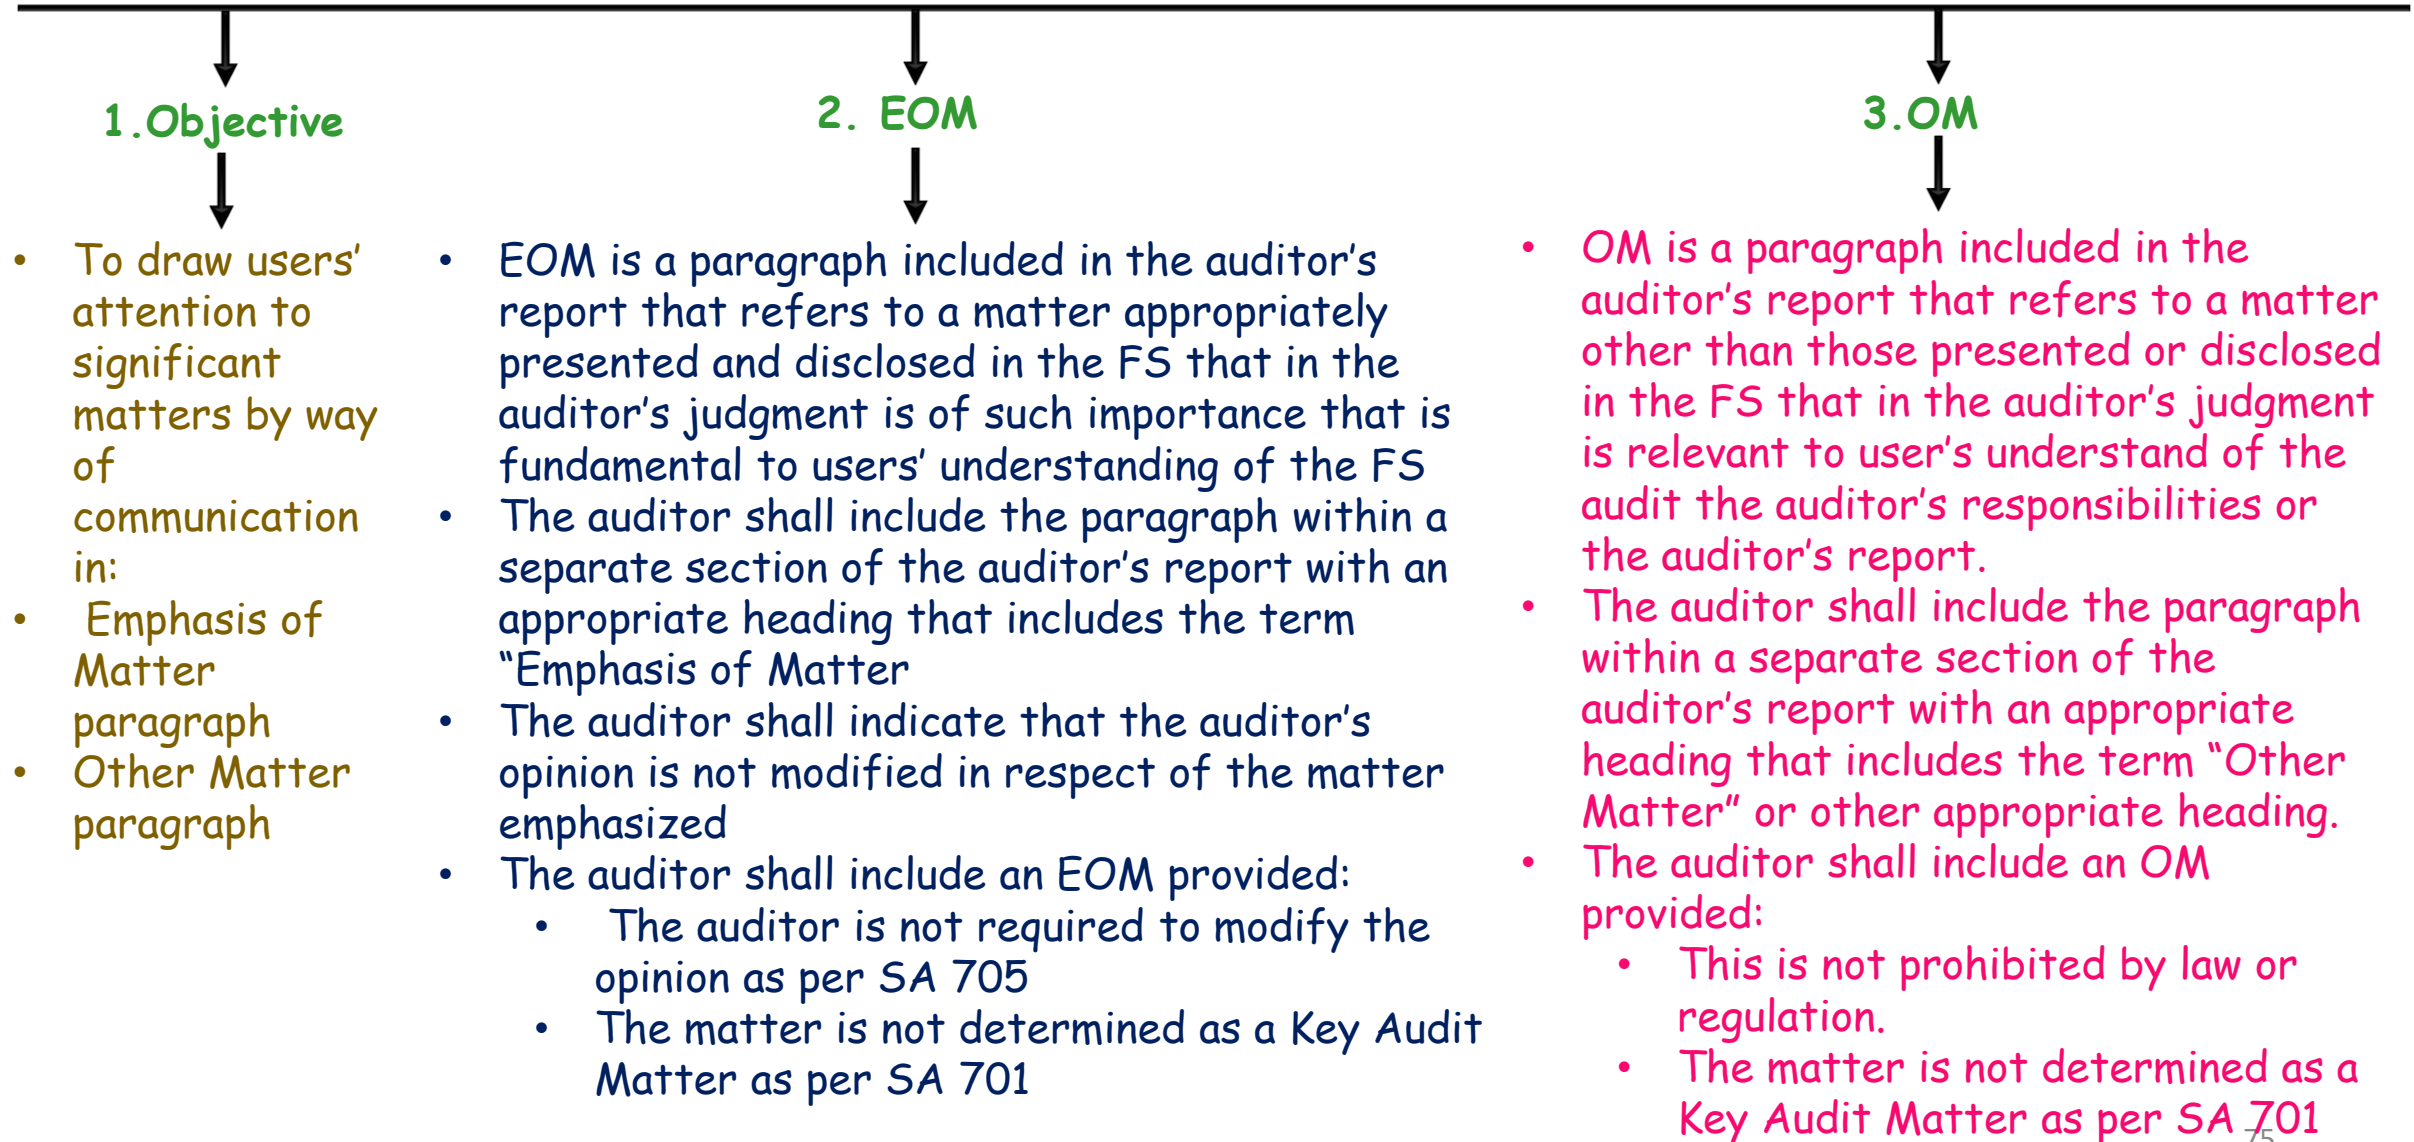 1.Objective
• To draw users'
attention to
significant
matters by way
of
communication
in:
• Emphasis of
Matter
paragraph
• Other Matter
paragraph
2. EOM
• EOM is a paragraph included in the auditor's
report that refers to a matter appropriately
presented and disclosed in the FS that in the
auditor's judgment is of such importance that is
fundamental to users' understanding of the FS
• The auditor shall include the paragraph within a
separate section of the auditor's report with an
appropriate heading that includes the term
“Emphasis of Matter
• The auditor shall indicate that the auditor's
opinion is not modified in respect of the matter
emphasized
• The auditor shall include an EOM provided:
• The auditor is not required to modify the
opinion as per SA 705
• The matter is not determined as a Key Audit
Matter as per SA 701
3.OM
• OM is a paragraph included in the
auditor's report that refers to a matter
other than those presented or disclosed
in the FS that in the auditor's judgment
is relevant to user's understand of the
audit the auditor's responsibilities or
the auditor's report.
• The auditor shall include the paragraph
within a separate section of the
auditor's report with an appropriate
heading that includes the term “Other
Matter” or other appropriate heading.
• The auditor shall include an OM
provided:
• This is not prohibited by law or
regulation.
• The matter is not determined as a
Key Audit Matter as per SA 701
75